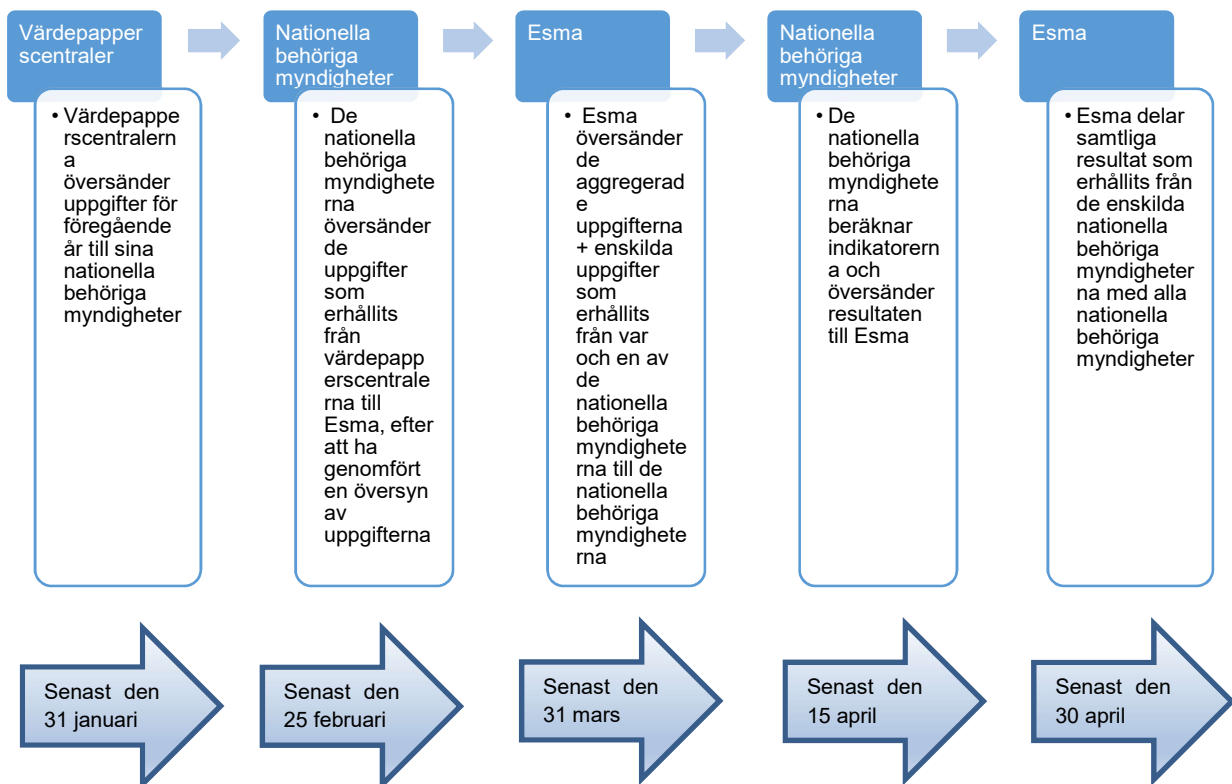 Värdepapper
scentraler
• Värdepappe
rscentralern
a
översänder
uppgifter för
föregående
år till sina
nationella
behöriga
myndigheter
Senast den
31 januari
Nationella
behöriga
myndigheter
• De
nationella
behöriga
myndighete
rna
översänder
de
uppgifter
som
erhållits
från
värdepapp
erscentrale
rna till
Esma, efter
att ha
genomfört
en översyn
av
uppgifterna
Senast den
25 februari
Esma
• Esma
översänder
de
aggregerad
e
uppgifterna
+ enskilda
uppgifter
som
erhållits
från var
och en av
de
nationella
behöriga
myndighete
rna till de
nationella
behöriga
myndighete
rna
Senast den
31 mars
Nationella
behöriga
myndigheter
• De
nationella
behöriga
myndighete
rna
beräknar
indikatorern
a och
översänder
resultaten
till Esma
Senast den
15 april
Esma
• Esma delar
samtliga
resultat som
erhållits från
de enskilda
nationella
behöriga
myndigheter
na med alla
nationella
behöriga
myndigheter
Senast den
30 april